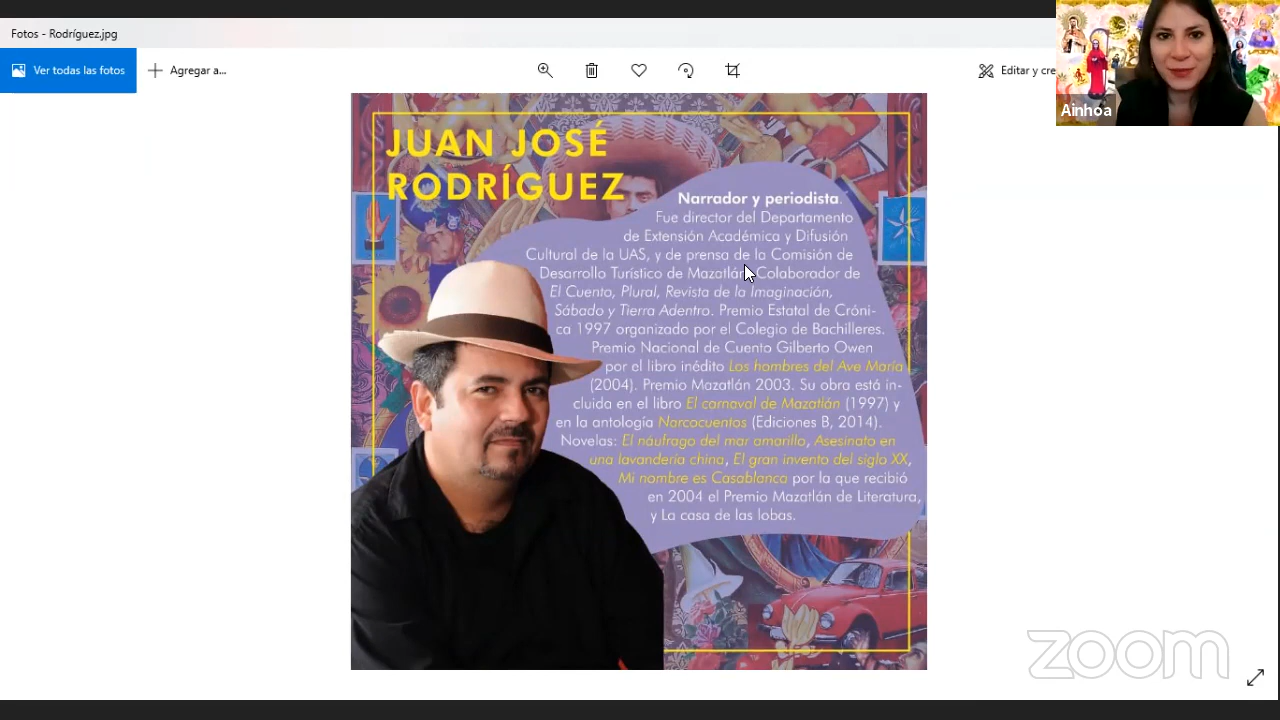 Fotos - Rodríguez.jpg
Ver todas las fotos
Agregar a...
Editar y cre
Ainhoa
JUAN JOSÉ
RODRÍGUEZ
Narrador y periodista.
Fue director del Departamento
de Extensión Académica y Difusión
Cultural de la UAS, y de prensa de la Comisión de
Desarrollo Turístico de Mazatlán. Colaborador de
El Cuento, Plural, Revista de la Imaginación,
Sábado y Tierra Adentro. Premio Estatal de Cróni-
ca 1997 organizado por el Colegio de Bachilleres.
Premio Nacional de Cuento Gilberto Owen
por el libro inédito Los hombres del Ave María
(2004). Premio Mazatlán 2003. Su obra está in-
cluida en el libro El carnaval de Mazatlán (1997) y
en la antología Narcocuentos (Ediciones B, 2014).
Novelas: El náufrago del mar amarillo, Asesinato en
una lavandería china, El gran invento del siglo XX,
Mi nombre es Casablanca por la que recibió
en 2004 el Premio Mazatlán de Literatura,
y La casa de las lobas.
zoom